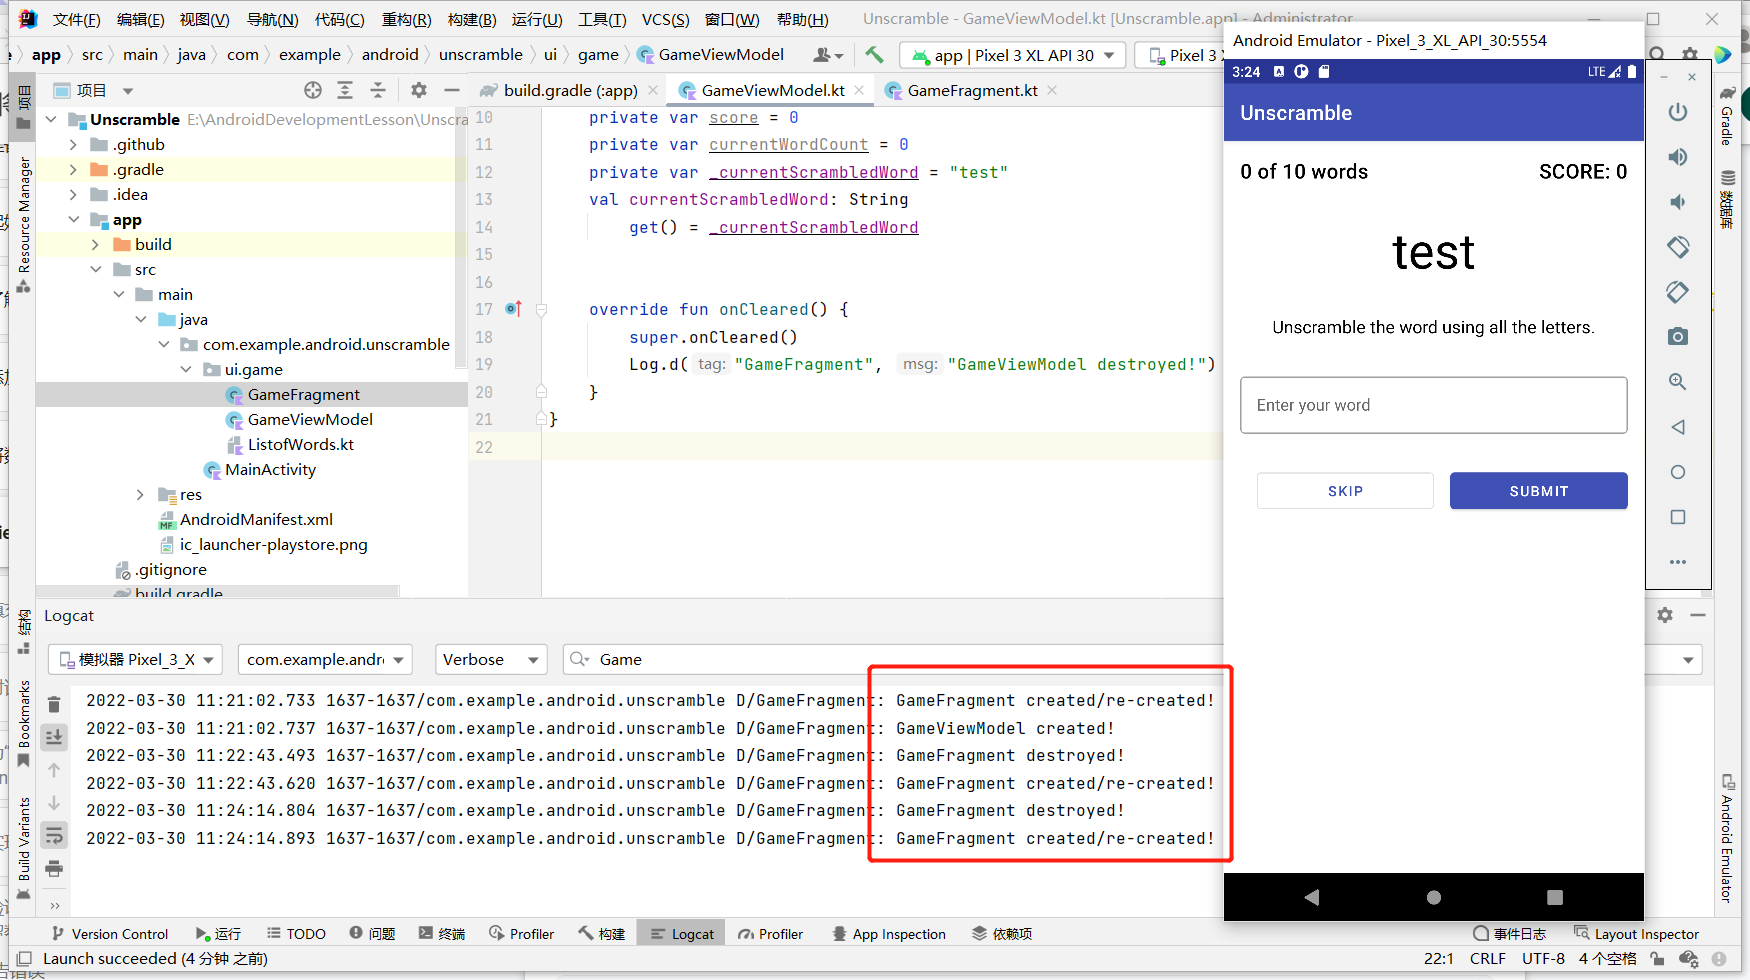 文件(F) 编辑(E) 视图(V) 导航(N) 代码(C) 重构(R) 构建(B) 运行(U) 工具(T) VCS(S) 窗口(W) 帮助(H) Unscramble - GameViewModel.kt [Unscramble.app] - Administrator
app src main java com example android unscramble ui game GameViewModel app | Pixel 3 XL API 30 Pixel 3
项目
build.gradle (:app) GameViewModel.kt GameFragment.kt
Unscramble E:\AndroidDevelopmentLesson\Unscra
.github
.gradle
.idea
app
build
src
main
java
com.example.android.unscramble
ui.game
GameFragment
GameViewModel
ListofWords.kt
MainActivity
res
AndroidManifest.xml
ic_launcher-playstore.png
.gitignore
build.gradle
10 private var score = 0
11 private var currentWordCount = 0
12 private var _currentScrambledWord = "test"
13 val currentScrambledWord: String
14 get() = _currentScrambledWord
15
16
17 override fun onCleared() {
18 super.onCleared()
19 Log.d( tag: "GameFragment", msg: "GameViewModel destroyed!")
20 }
21 }
22
Android Emulator - Pixel_3_XL_API_30:5554
3:24 LTE
Unscramble
0 of 10 words SCORE: 0
test
Unscramble the word using all the letters.
Enter your word
SKIP SUBMIT
项目
Resource Manager
结构
Bookmarks
Build Variants
Gradle
数据库
Android Emulator
Logcat
模拟器 Pixel_3_X com.example.andr Verbose Game
2022-03-30 11:21:02.733 1637-1637/com.example.android.unscramble D/GameFragment: GameFragment created/re-created!
2022-03-30 11:21:02.737 1637-1637/com.example.android.unscramble D/GameFragment: GameViewModel created!
2022-03-30 11:22:43.493 1637-1637/com.example.android.unscramble D/GameFragment: GameFragment destroyed!
2022-03-30 11:22:43.620 1637-1637/com.example.android.unscramble D/GameFragment: GameFragment created/re-created!
2022-03-30 11:24:14.804 1637-1637/com.example.android.unscramble D/GameFragment: GameFragment destroyed!
2022-03-30 11:24:14.893 1637-1637/com.example.android.unscramble D/GameFragment: GameFragment created/re-created!
Version Control 运行 TODO 问题 终端 Profiler 构建 Logcat Profiler App Inspection 依赖项 事件日志 Layout Inspector
Launch succeeded (4 分钟 之前) 22:1 CRLF UTF-8 4 个空格